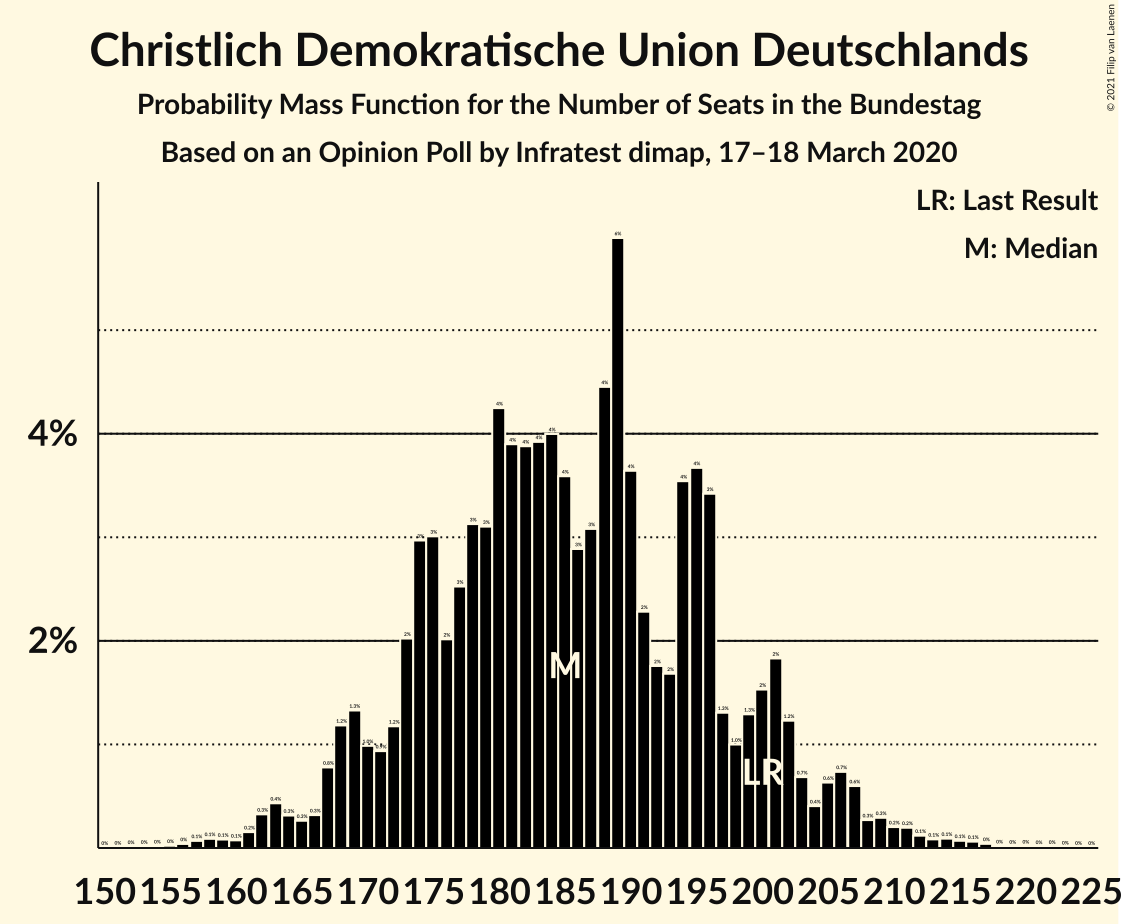 Christlich Demokratische Union Deutschlands
Probability Mass Function for the Number of Seats in the Bundestag
Based on an Opinion Poll by Infratest dimap, 17–18 March 2020
© 2021 Filip van Laenen
LR: Last Result
M: Median
4%
2%
M
LR
150 155 160 165 170 175 180 185 190 195 200 205 210 215 220 225